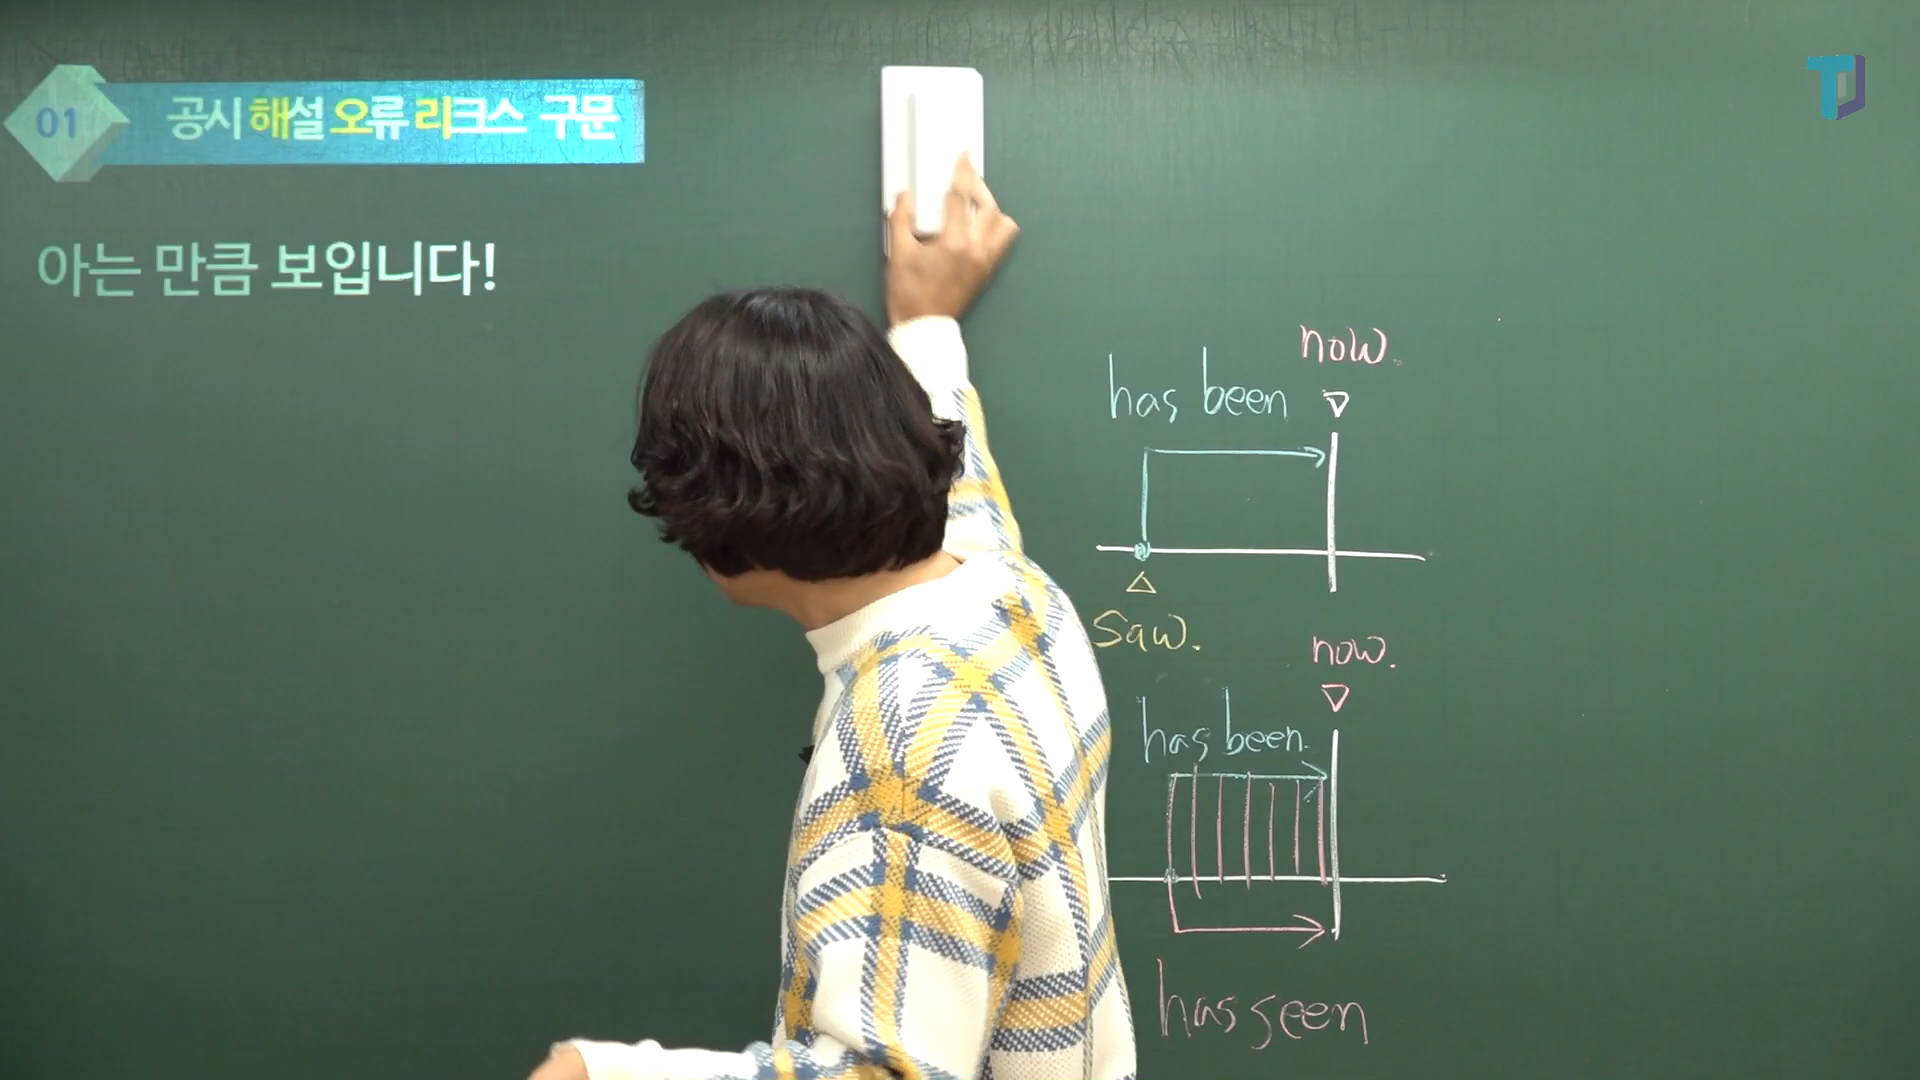 01 공시 해설 오류 리크스 구문
아는 만큼 보입니다!
now.
has been
saw.
now.
has been.
has seen
TJ